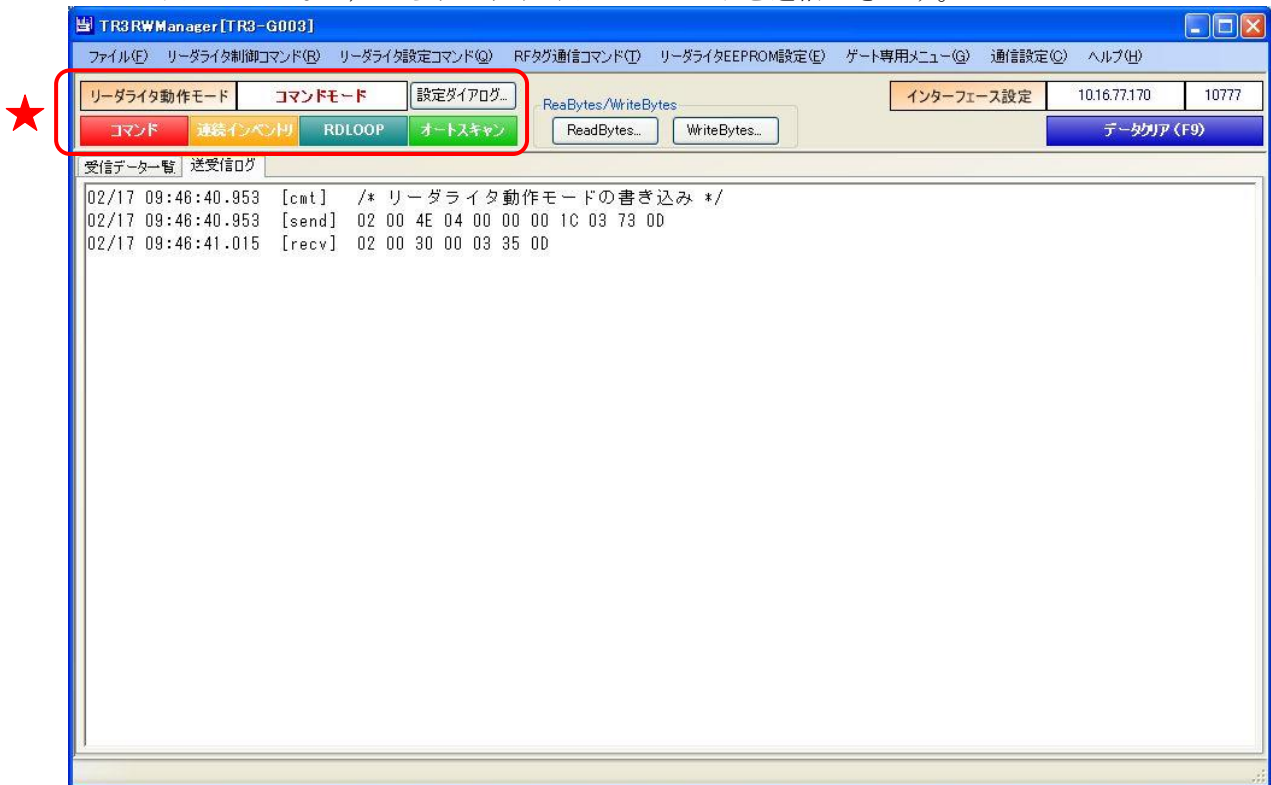 TR3RWManager[TR3-G003]
ファイル(F) リーダライタ制御コマンド(R) リーダライタ設定コマンド(Q) RFタグ通信コマンド(T) リーダライタEEPROM設定(E) ゲート専用メニュー(G) 通信設定(C) ヘルプ(H)
リーダライタ動作モード コマンドモード 設定ダイアログ... ReaBytes/WriteBytes インターフェース設定 10.16.77.170 10777
コマンド 連続インベントリ RDLOOP オートスキャン ReadBytes... WriteBytes... データクリア(F9)
受信データ一覧 送受信ログ
02/17 09:46:40.953 [cmt] /* リーダライタ動作モードの書き込み */
02/17 09:46:40.953 [send] 02 00 4E 04 00 00 00 1C 03 73 0D
02/17 09:46:41.015 [recv] 02 00 30 00 03 35 0D